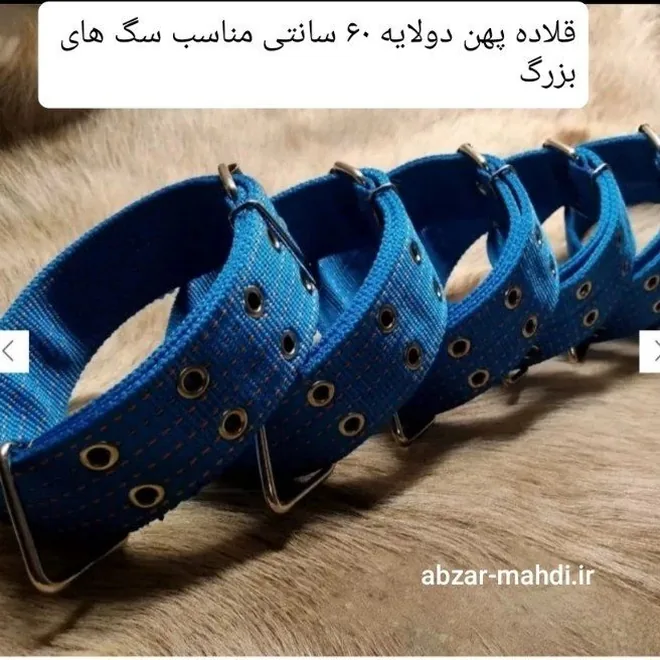 قلاده پهن دولایه ۶۰ سانتی مناسب سگ های
بزرگ
abzar-mahdi.ir